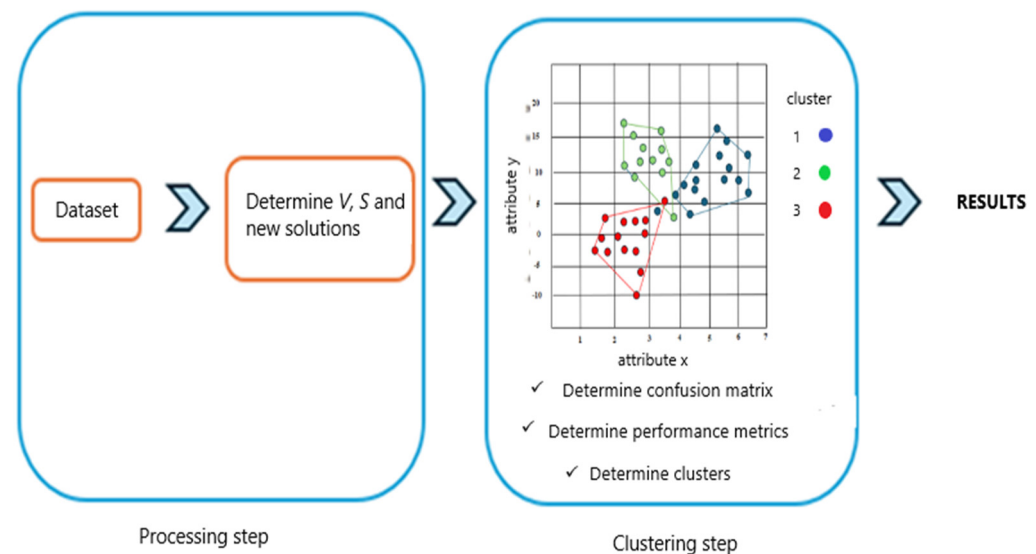 Dataset
Determine V, S and
new solutions
Processing step
attribute y
20
15
10
5
0
-5
-10
1 2 3 4 5 6 7
attribute x
cluster
1
2
3
✓ Determine confusion matrix
✓ Determine performance metrics
✓ Determine clusters
Clustering step
RESULTS